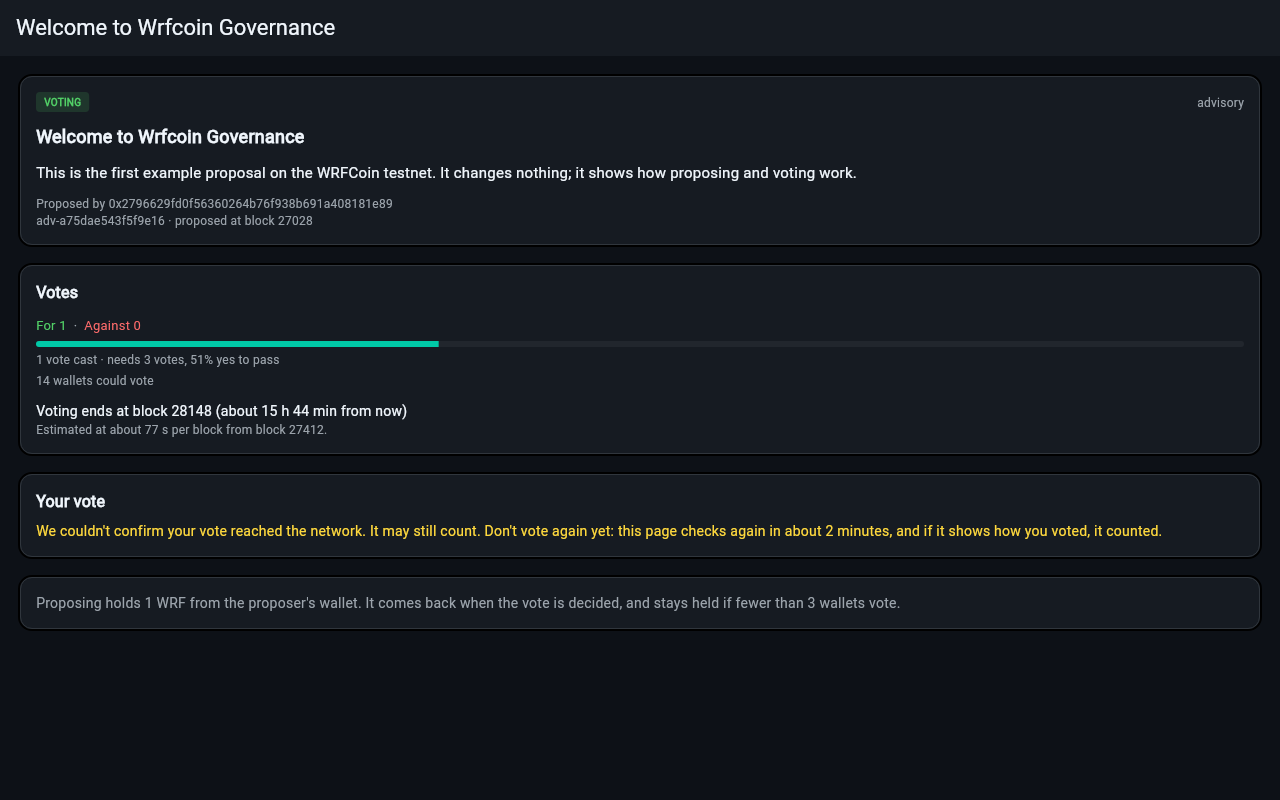 Welcome to Wrfcoin Governance
VOTING
advisory
Welcome to Wrfcoin Governance
This is the first example proposal on the WRFCoin testnet. It changes nothing; it shows how proposing and voting work.
Proposed by 0x2796629fd0f56360264b76f938b691a408181e89
adv-a75dae543f5f9e16 · proposed at block 27028
Votes
For 1 · Against 0
1 vote cast · needs 3 votes, 51% yes to pass
14 wallets could vote
Voting ends at block 28148 (about 15 h 44 min from now)
Estimated at about 77 s per block from block 27412.
Your vote
We couldn't confirm your vote reached the network. It may still count. Don't vote again yet: this page checks again in about 2 minutes, and if it shows how you voted, it counted.
Proposing holds 1 WRF from the proposer's wallet. It comes back when the vote is decided, and stays held if fewer than 3 wallets vote.